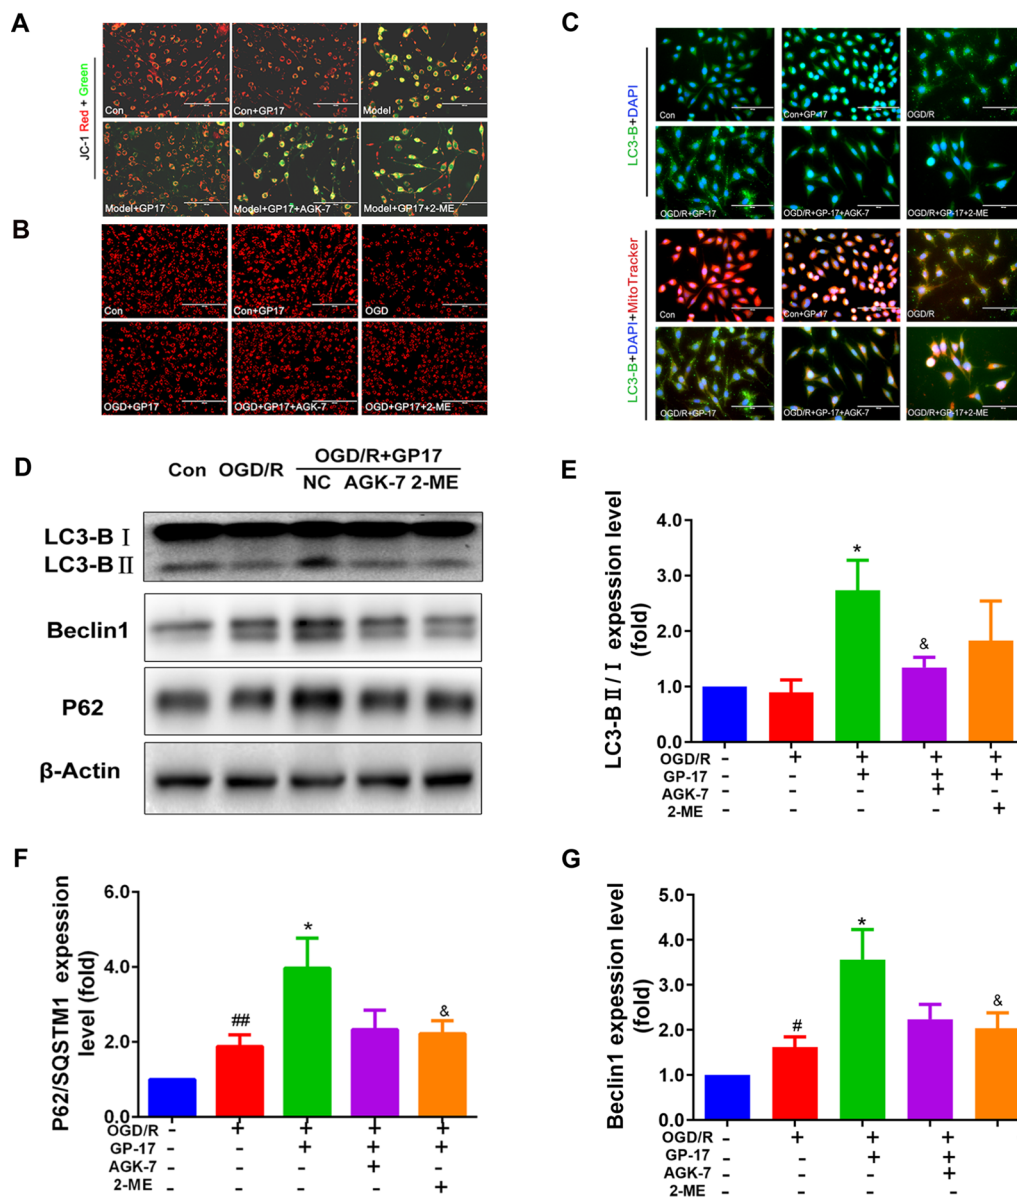 A
JC-1 Red + Green
Con
Con+GP17
Model
Model+GP17
Model+GP17+AGK-7
Model+GP17+2-ME
B
Con
Con+GP17
OGD
OGD+GP17
OGD+GP17+AGK-7
OGD+GP17+2-ME
C
LC3-B+DAPI
Con
Con+GP-17
OGD/R
OGD/R+GP-17
OGD/R+GP-17+AGK-7
OGD/R+GP-17+2-ME
LC3-B+DAPI+MitoTracker
Con
Con+GP-17
OGD/R
OGD/R+GP-17
OGD/R+GP-17+AGK-7
OGD/R+GP-17+2-ME
D
OGD/R+GP17
Con OGD/R NC AGK-7 2-ME
LC3-B Ⅰ
LC3-B Ⅱ
Beclin1
P62
β-Actin
E
LC3-B Ⅱ/Ⅰ expession level
(fold)
4.0
3.0
2.0
1.0
0.0
*
&
OGD/R - + + + +
GP-17 - - + + +
AGK-7 - - - + -
2-ME - - - - +
F
P62/SQSTM1 expession
level (fold)
6.0
4.0
2.0
0.0
##
*
&
OGD/R - + + + +
GP-17 - - + + +
AGK-7 - - - + -
2-ME - - - - +
G
Beclin1 expression level
(fold)
5.0
4.0
3.0
2.0
1.0
0.0
#
*
&
OGD/R - + + +
GP-17 - - + +
AGK-7 - - - +
2-ME - - - -